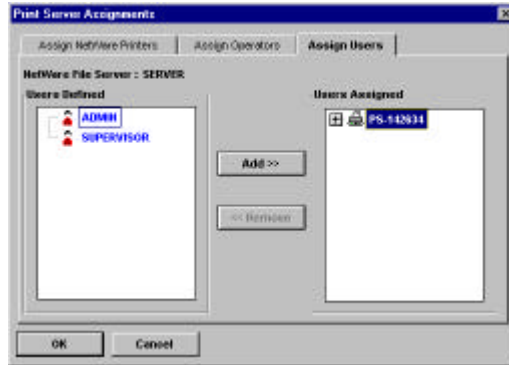 Print Server Assignments
Assign NetWare Printers
Assign Operators
Assign Users
NetWare File Server : SERVER
Users Defined
Users Assigned
ADMIN
SUPERVISOR
PS-142634
Add >>
<< Remove
OK
Cancel